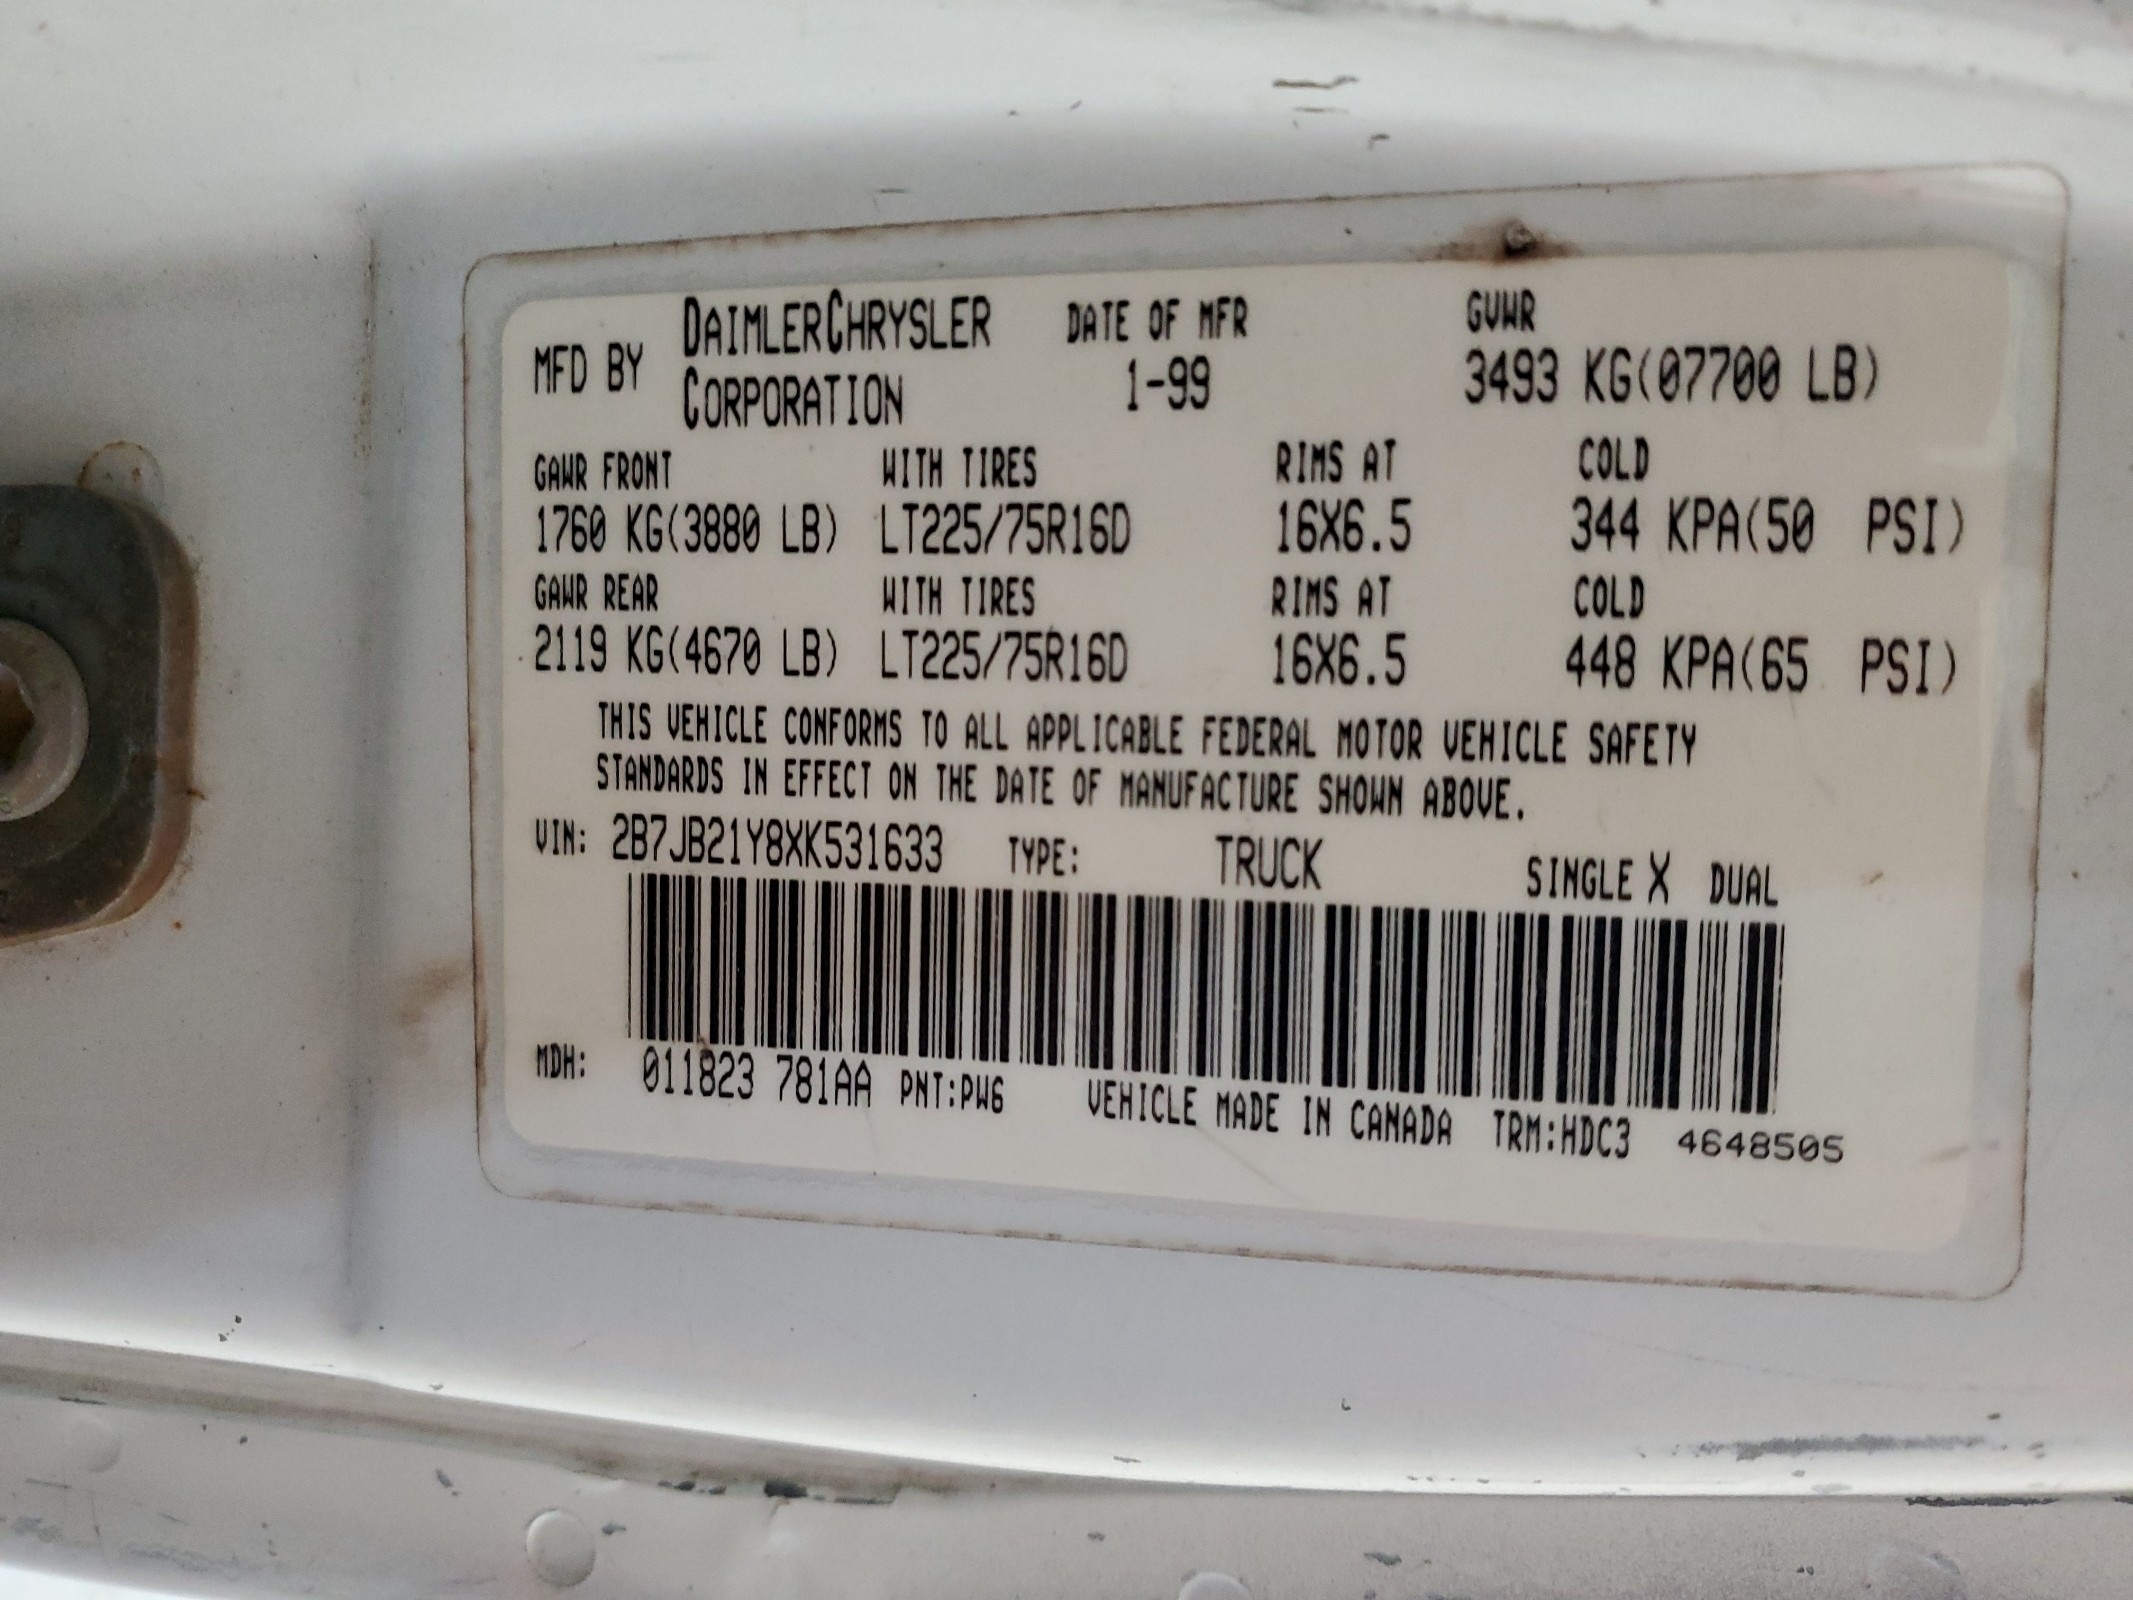 MFD BY DAIMLERCHRYSLER CORPORATION DATE OF MFR 1-99 GVWR 3493 KG(07700 LB)
GAWR FRONT WITH TIRES RIMS AT COLD
1760 KG(3880 LB) LT225/75R16D 16X6.5 344 KPA(50 PSI)
GAWR REAR WITH TIRES RIMS AT COLD
2119 KG(4670 LB) LT225/75R16D 16X6.5 448 KPA(65 PSI)
THIS VEHICLE CONFORMS TO ALL APPLICABLE FEDERAL MOTOR VEHICLE SAFETY
STANDARDS IN EFFECT ON THE DATE OF MANUFACTURE SHOWN ABOVE.
VIN: 2B7JB21Y8XK531633 TYPE: TRUCK SINGLE X DUAL
MDH: 011823 781AA PNT:PW6 VEHICLE MADE IN CANADA TRM:HDC3 4648505